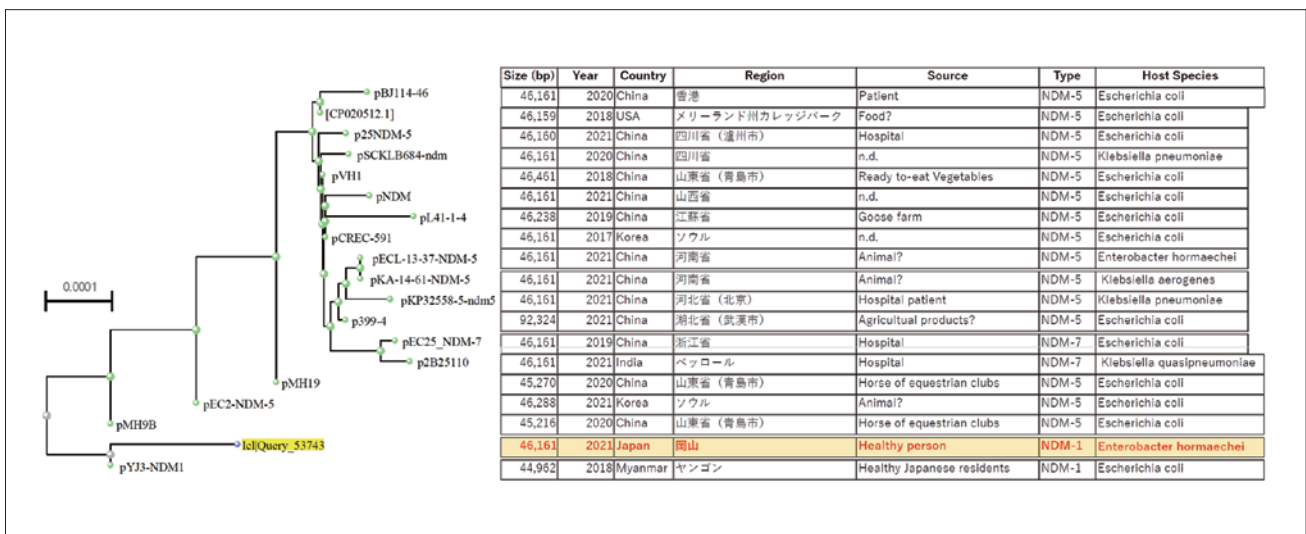 Size (bp) Year Country Region Source Type Host Species
pBJ114-46 46,161 2020 China 香港 Patient NDM-5 Escherichia coli
[CP020512.1] 46,159 2018 USA メリーランド州カレッジパーク Food? NDM-5 Escherichia coli
p25NDM-5 46,160 2021 China 四川省（瀘州市） Hospital NDM-5 Escherichia coli
pSCKLB684-ndm 46,161 2020 China 四川省 n.d. NDM-5 Klebsiella pneumoniae
pVH1 46,461 2018 China 山東省（青島市） Ready to-eat Vegetables NDM-5 Escherichia coli
pNDM 46,161 2021 China 山西省 n.d. NDM-5 Escherichia coli
pL41-1-4 46,238 2019 China 江蘇省 Goose farm NDM-5 Escherichia coli
pCREC-591 46,161 2017 Korea ソウル n.d. NDM-5 Escherichia coli
pECL-13-37-NDM-5 46,161 2021 China 河南省 Animal? NDM-5 Enterobacter hormaechei
pKA-14-61-NDM-5 46,161 2021 China 河南省 Animal? NDM-5 Klebsiella aerogenes
0.0001
pKP32558-5-ndm5 46,161 2021 China 河北省（北京） Hospital patient NDM-5 Klebsiella pneumoniae
p399-4 92,324 2021 China 湖北省（武漢市） Agricultual products? NDM-5 Escherichia coli
pEC25_NDM-7 46,161 2019 China 浙江省 Hospital NDM-7 Escherichia coli
p2B25110 46,161 2021 India ベッロール Hospital NDM-7 Klebsiella quasipneumoniae
pMH19 45,270 2020 China 山東省（青島市） Horse of equestrian clubs NDM-5 Escherichia coli
pEC2-NDM-5 46,288 2021 Korea ソウル Animal? NDM-5 Escherichia coli
pMH9B 45,216 2020 China 山東省（青島市） Horse of equestrian clubs NDM-5 Escherichia coli
lcl|Query_53743 46,161 2021 Japan 岡山 Healthy person NDM-1 Enterobacter hormaechei
pYJ3-NDM1 44,962 2018 Myanmar ヤンゴン Healthy Japanese residents NDM-1 Escherichia coli